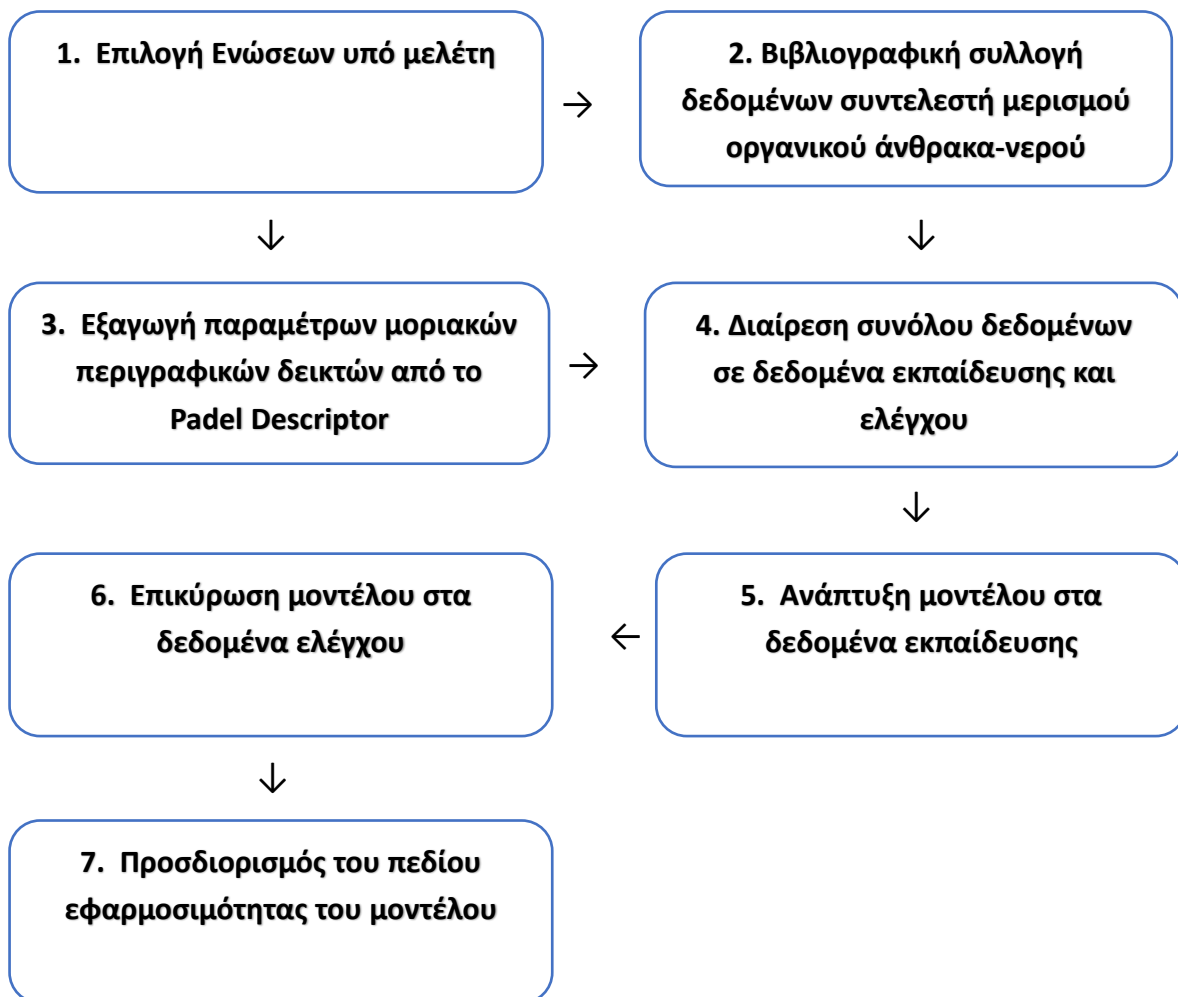 1. Επιλογή Ενώσεων υπό μελέτη
2. Βιβλιογραφική συλλογή
δεδομένων συντελεστή μερισμού
οργανικού άνθρακα-νερού
3. Εξαγωγή παραμέτρων μοριακών
περιγραφικών δεικτών από το
Padel Descriptor
4. Διαίρεση συνόλου δεδομένων
σε δεδομένα εκπαίδευσης και
ελέγχου
6. Επικύρωση μοντέλου στα
δεδομένα ελέγχου
5. Ανάπτυξη μοντέλου στα
δεδομένα εκπαίδευσης
7. Προσδιορισμός του πεδίου
εφαρμοσιμότητας του μοντέλου